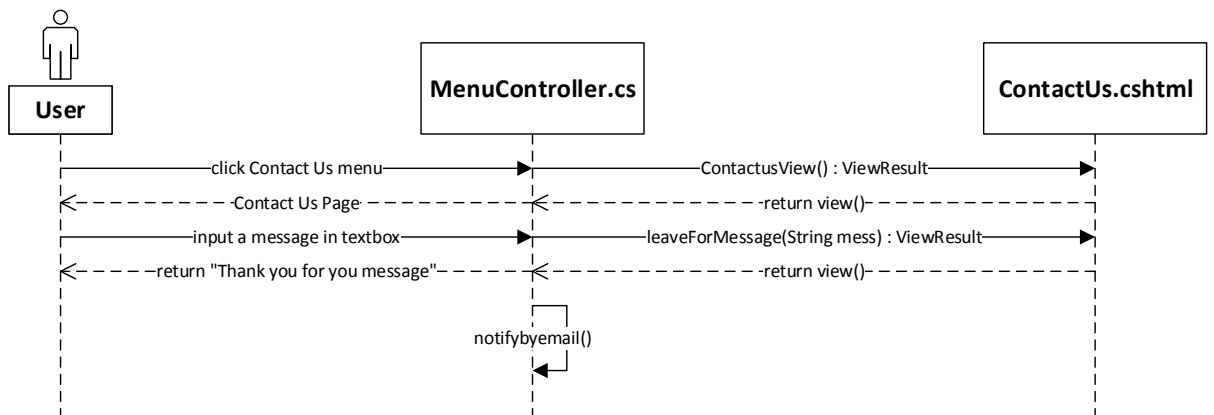 User
MenuController.cs
ContactUs.cshtml
click Contact Us menu
ContactusView() : ViewResult
Contact Us Page
return view()
input a message in textbox
leaveForMessage(String mess) : ViewResult
return "Thank you for you message"
return view()
notifybyemail()